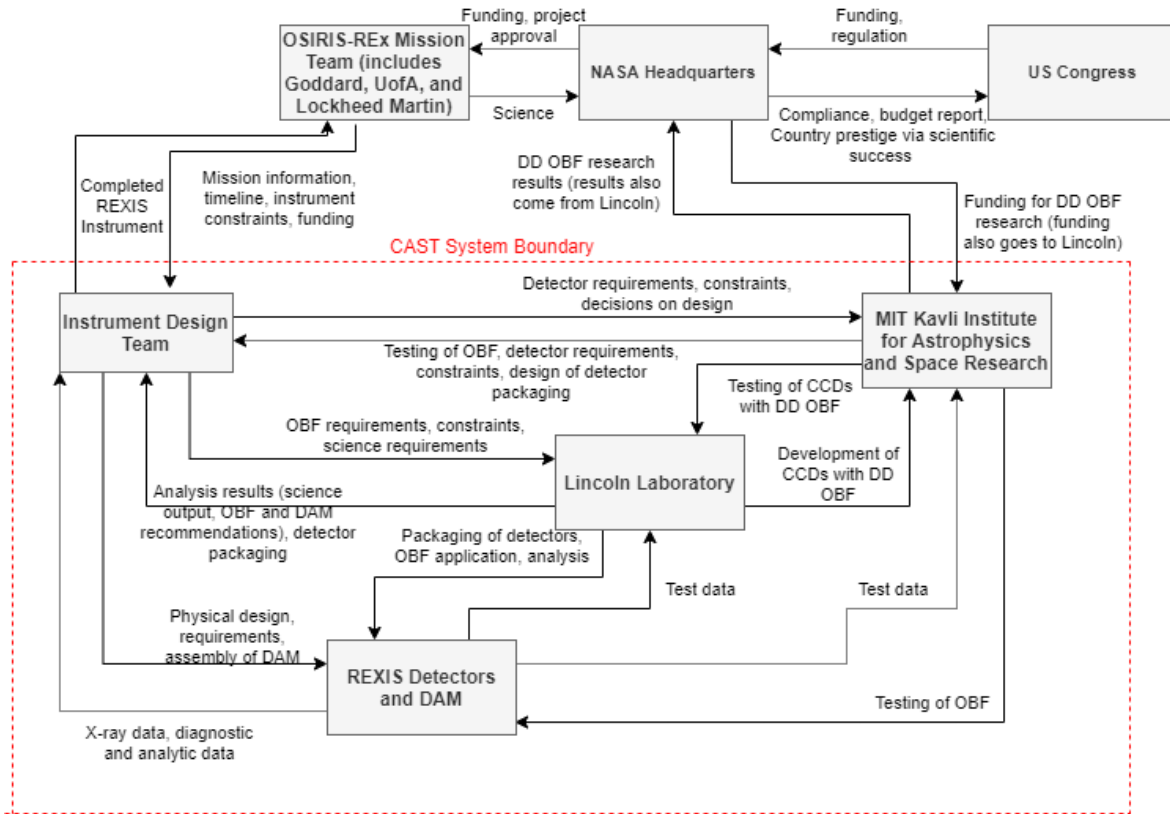 Funding, project
approval
Funding,
regulation
OSIRIS-REx Mission
Team (includes
Goddard, UofA, and
Lockheed Martin)
NASA Headquarters
US Congress
Science
Compliance, budget report,
Country prestige via scientific
success
Completed
REXIS
Instrument
Mission information,
timeline, instrument
constraints, funding
DD OBF research
results (results also
come from Lincoln)
Funding for DD OBF
research (funding
also goes to Lincoln)
CAST System Boundary
Instrument Design
Team
Detector requirements, constraints,
decisions on design
MIT Kavli Institute
for Astrophysics
and Space Research
Testing of OBF, detector requirements,
constraints, design of detector
packaging
Testing of CCDs
with DD OBF
OBF requirements, constraints,
science requirements
Lincoln Laboratory
Development of
CCDs with DD
OBF
Analysis results (science
output, OBF and DAM
recommendations), detector
packaging
Packaging of detectors,
OBF application, analysis
Test data
Test data
Physical design,
requirements,
assembly of DAM
REXIS Detectors
and DAM
Testing of OBF
X-ray data, diagnostic
and analytic data